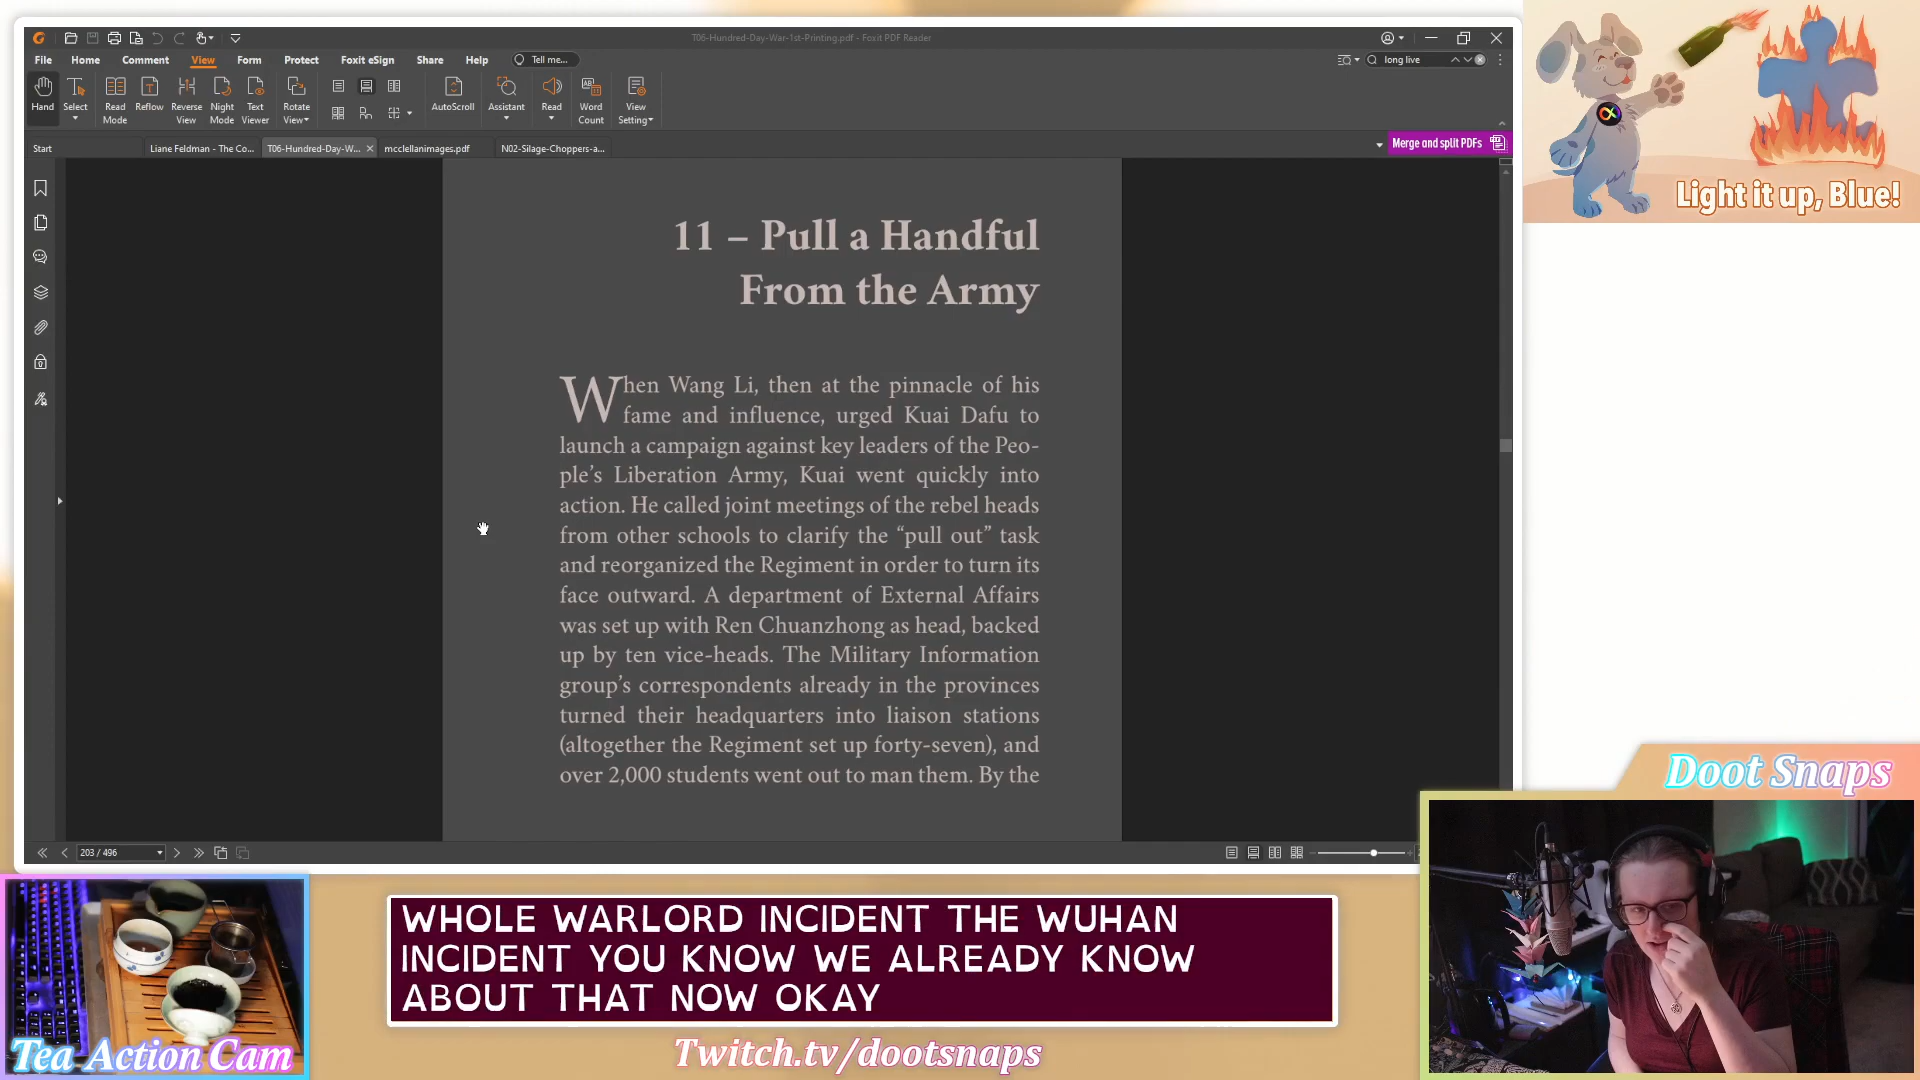 T06-Hundred-Day-War-1st-Printing.pdf - Foxit PDF Reader
File Home Comment View Form Protect Foxit eSign Share Help Tell me... long live
Hand Select Read Mode Reflow Reverse View Night Mode Text Viewer Rotate View AutoScroll Assistant Read Word Count View Setting
Start Liane Feldman - The Co... T06-Hundred-Day-W... mcclellanimages.pdf N02-Silage-Choppers-a... Merge and split PDFs
Light it up, Blue!
11 – Pull a Handful
From the Army
When Wang Li, then at the pinnacle of his
fame and influence, urged Kuai Dafu to
launch a campaign against key leaders of the Peo-
ple’s Liberation Army, Kuai went quickly into
action. He called joint meetings of the rebel heads
from other schools to clarify the “pull out” task
and reorganized the Regiment in order to turn its
face outward. A department of External Affairs
was set up with Ren Chuanzhong as head, backed
up by ten vice-heads. The Military Information
group’s correspondents already in the provinces
turned their headquarters into liaison stations
(altogether the Regiment set up forty-seven), and
over 2,000 students went out to man them. By the
203 / 496
Doot Snaps
WHOLE WARLORD INCIDENT THE WUHAN
INCIDENT YOU KNOW WE ALREADY KNOW
ABOUT THAT NOW OKAY
Tea Action Cam
Twitch.tv/dootsnaps